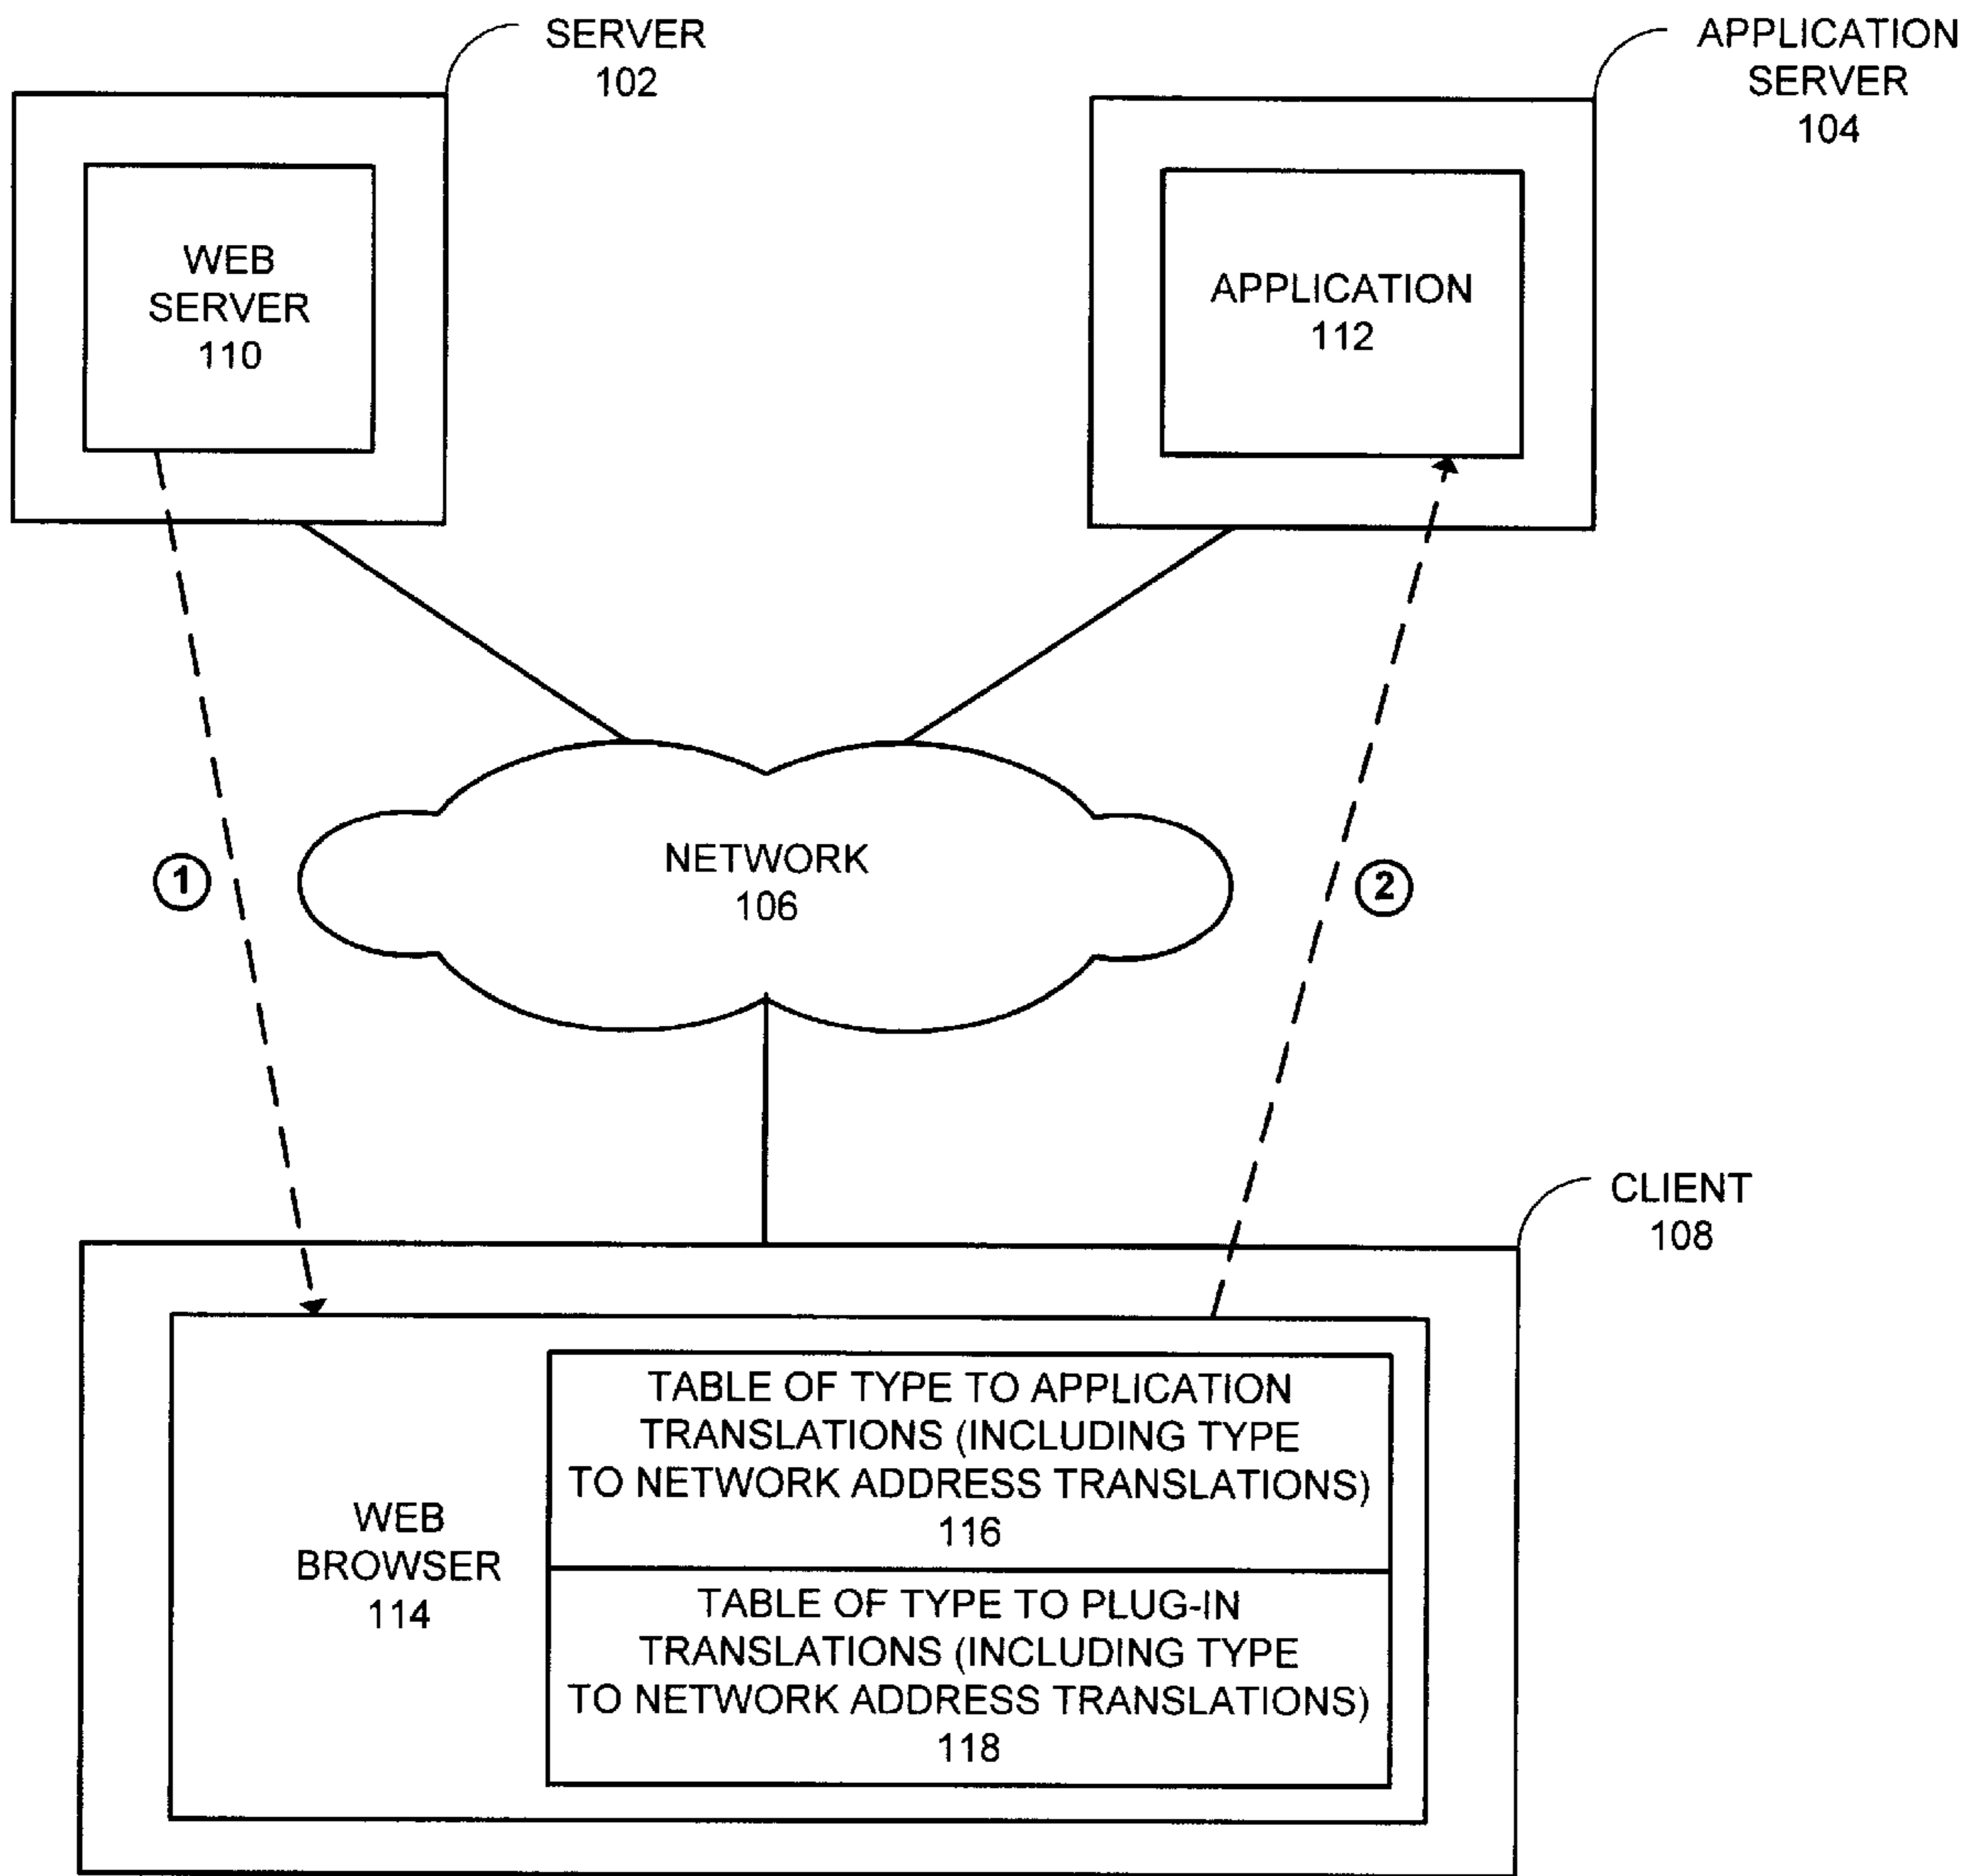 SERVER
102
APPLICATION
SERVER
104
WEB
SERVER
110
APPLICATION
112
NETWORK
106
1
2
CLIENT
108
WEB
BROWSER
114
TABLE OF TYPE TO APPLICATION
TRANSLATIONS (INCLUDING TYPE
TO NETWORK ADDRESS TRANSLATIONS)
116
TABLE OF TYPE TO PLUG-IN
TRANSLATIONS (INCLUDING TYPE
TO NETWORK ADDRESS TRANSLATIONS)
118